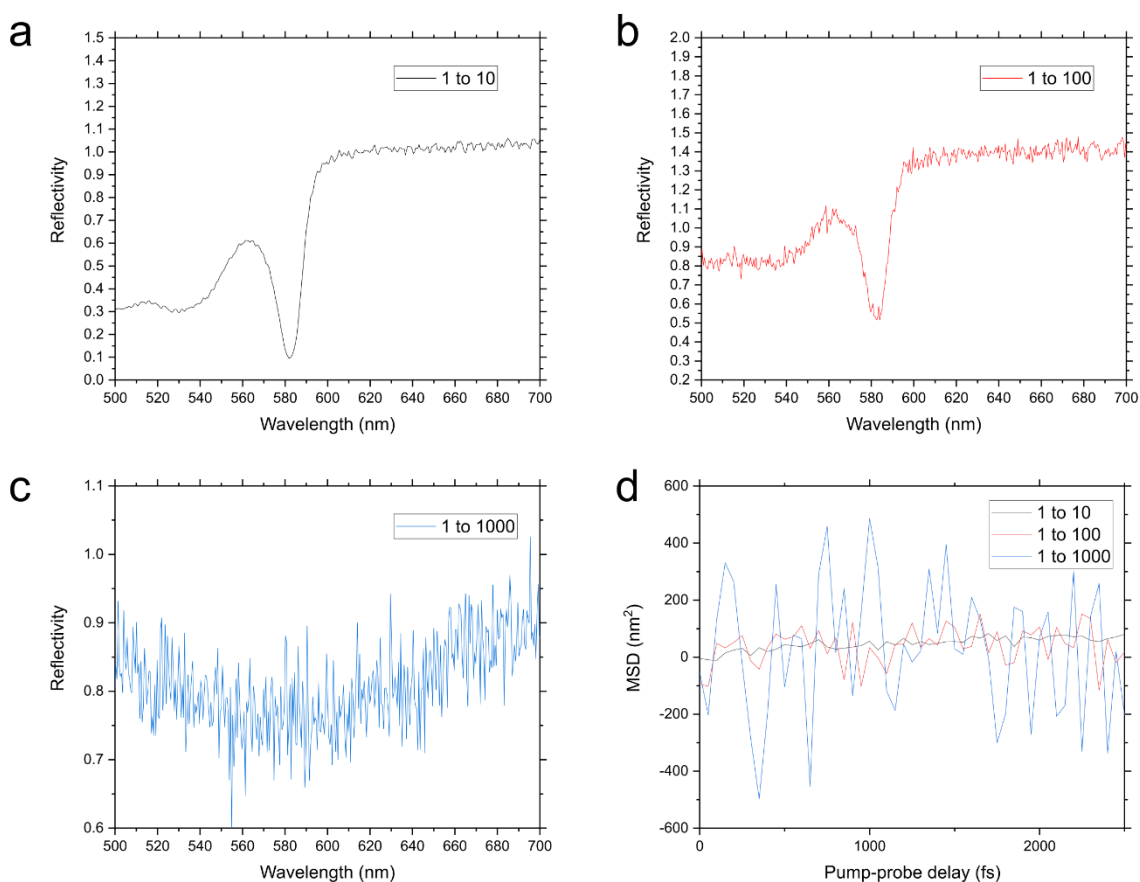 a
1.5
1.4
1.3
1.2
1.1
1.0
0.9
0.8
0.7
0.6
0.5
0.4
0.3
0.2
0.1
0.0
Reflectivity
1 to 10
500 520 540 560 580 600 620 640 660 680 700
Wavelength (nm)
b
2.0
1.9
1.8
1.7
1.6
1.5
1.4
1.3
1.2
1.1
1.0
0.9
0.8
0.7
0.6
0.5
0.4
0.3
0.2
Reflectivity
1 to 100
500 520 540 560 580 600 620 640 660 680 700
Wavelength (nm)
c
1.1
1.0
0.9
0.8
0.7
0.6
Reflectivity
1 to 1000
500 520 540 560 580 600 620 640 660 680 700
Wavelength (nm)
d
600
400
200
0
-200
-400
-600
MSD (nm²)
1 to 10
1 to 100
1 to 1000
0 1000 2000
Pump-probe delay (fs)